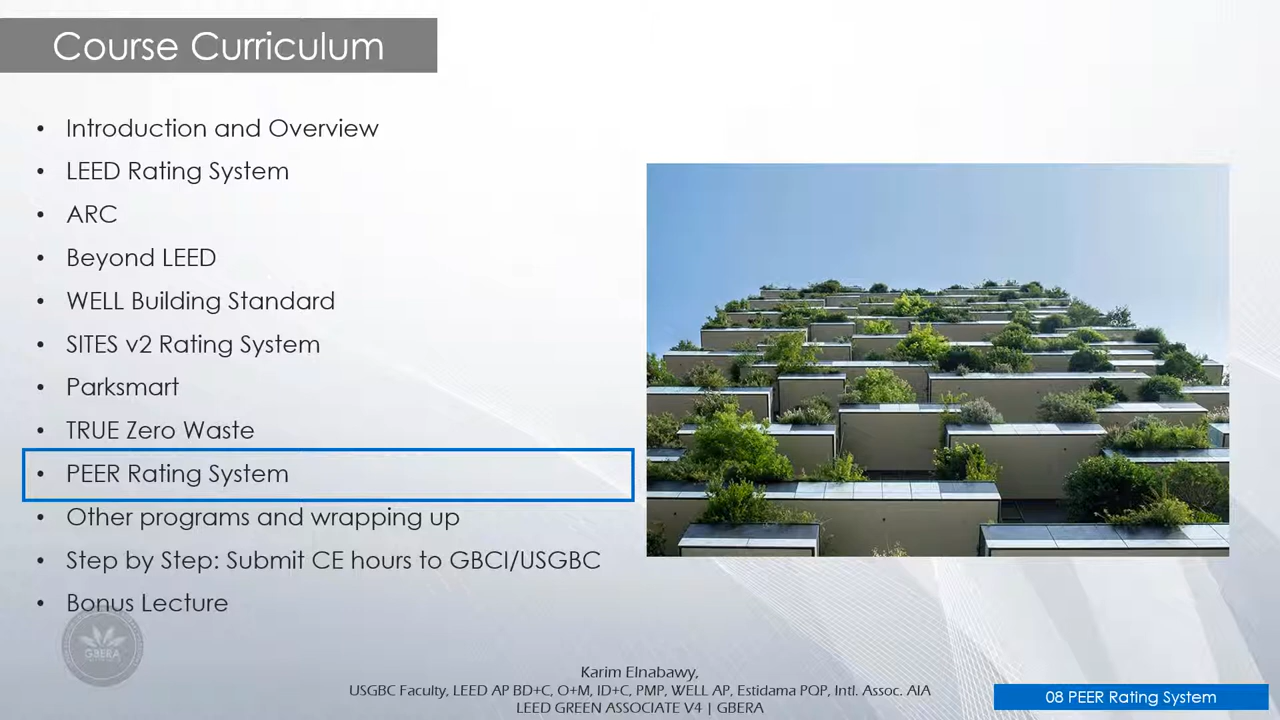 Course Curriculum
• Introduction and Overview
• LEED Rating System
• ARC
• Beyond LEED
• WELL Building Standard
• SITES v2 Rating System
• Parksmart
• TRUE Zero Waste
• PEER Rating System
• Other programs and wrapping up
• Step by Step: Submit CE hours to GBCI/USGBC
• Bonus Lecture
GBERA
Karim Elnabawy,
USGBC Faculty, LEED AP BD+C, O+M, ID+C, PMP, WELL AP, Estidama PQP, Intl. Assoc. AIA
LEED GREEN ASSOCIATE V4 | GBERA
08 PEER Rating System